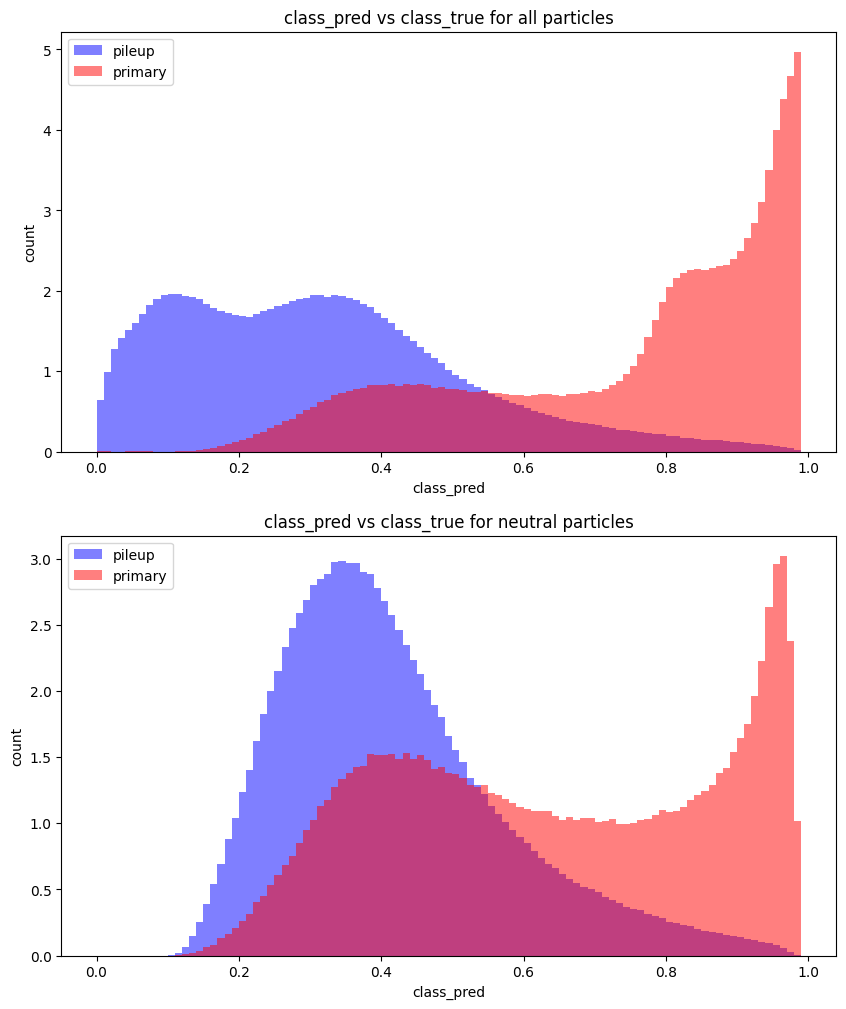 class_pred vs class_true for all particles
pileup
primary
count
5
4
3
2
1
0
0.0 0.2 0.4 0.6 0.8 1.0
class_pred
class_pred vs class_true for neutral particles
pileup
primary
count
3.0
2.5
2.0
1.5
1.0
0.5
0.0
0.0 0.2 0.4 0.6 0.8 1.0
class_pred